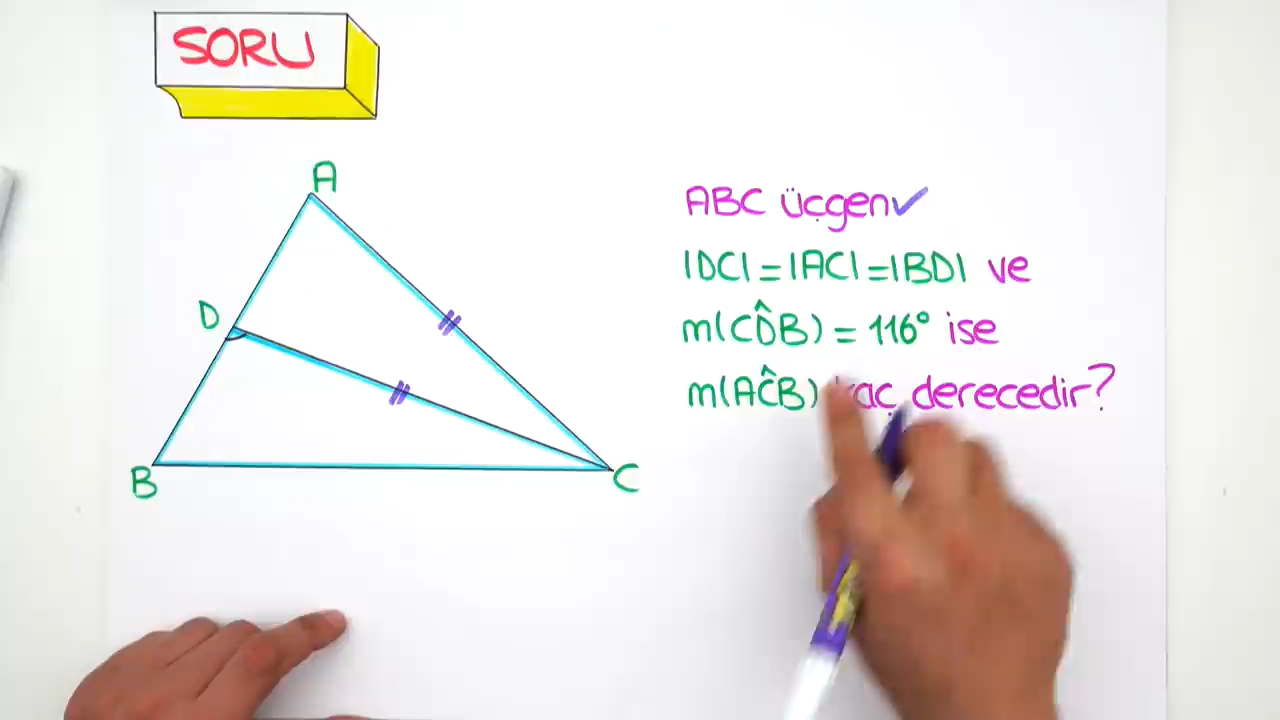 SORU
A
ABC üçgen✓
|DC| = |AC| = |BD| ve
D
m(CD̂B) = 116° ise
m(AĈB) kaç derecedir?
B
C